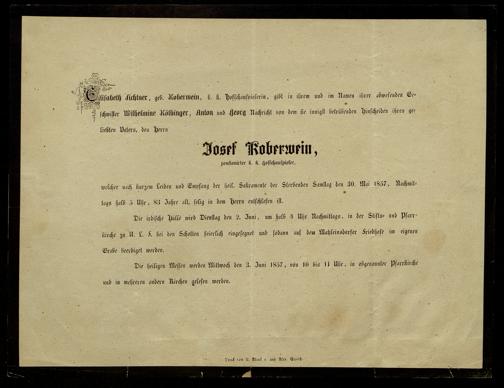 Elisabeth Fichtner, geb. Koberwein, k. k. Hofschauspielerin, gibt in ihrem und im Namen ihrer abwesenden Ge-
schwister Wilhelmine Köthinger, Anton und Georg Nachricht von dem sie innigst betrübenden Hinscheiden ihres ge-
liebten Vaters, des Herrn
Josef Koberwein,
pensionirter k. k. Hofschauspieler,
welcher nach kurzem Leiden und Empfang der heil. Sakramente der Sterbenden Samstag den 30. Mai 1857, Nachmit-
tags halb 5 Uhr, 83 Jahre alt, selig in dem Herrn entschlafen ist.
Die irdische Hülle wird Dienstag den 2. Juni, um halb 4 Uhr Nachmittags, in der Stifts- und Pfarr-
kirche zu U. L. F. bei den Schotten feierlich eingesegnet und sodann auf dem Matzleinsdorfer Friedhofe im eigenen
Grabe beerdiget werden.
Die heiligen Messen werden Mittwoch den 3. Juni 1857, von 10 bis 11 Uhr, in obgenannter Pfarrkirche
und in mehreren andern Kirchen gelesen werden.
Druck von